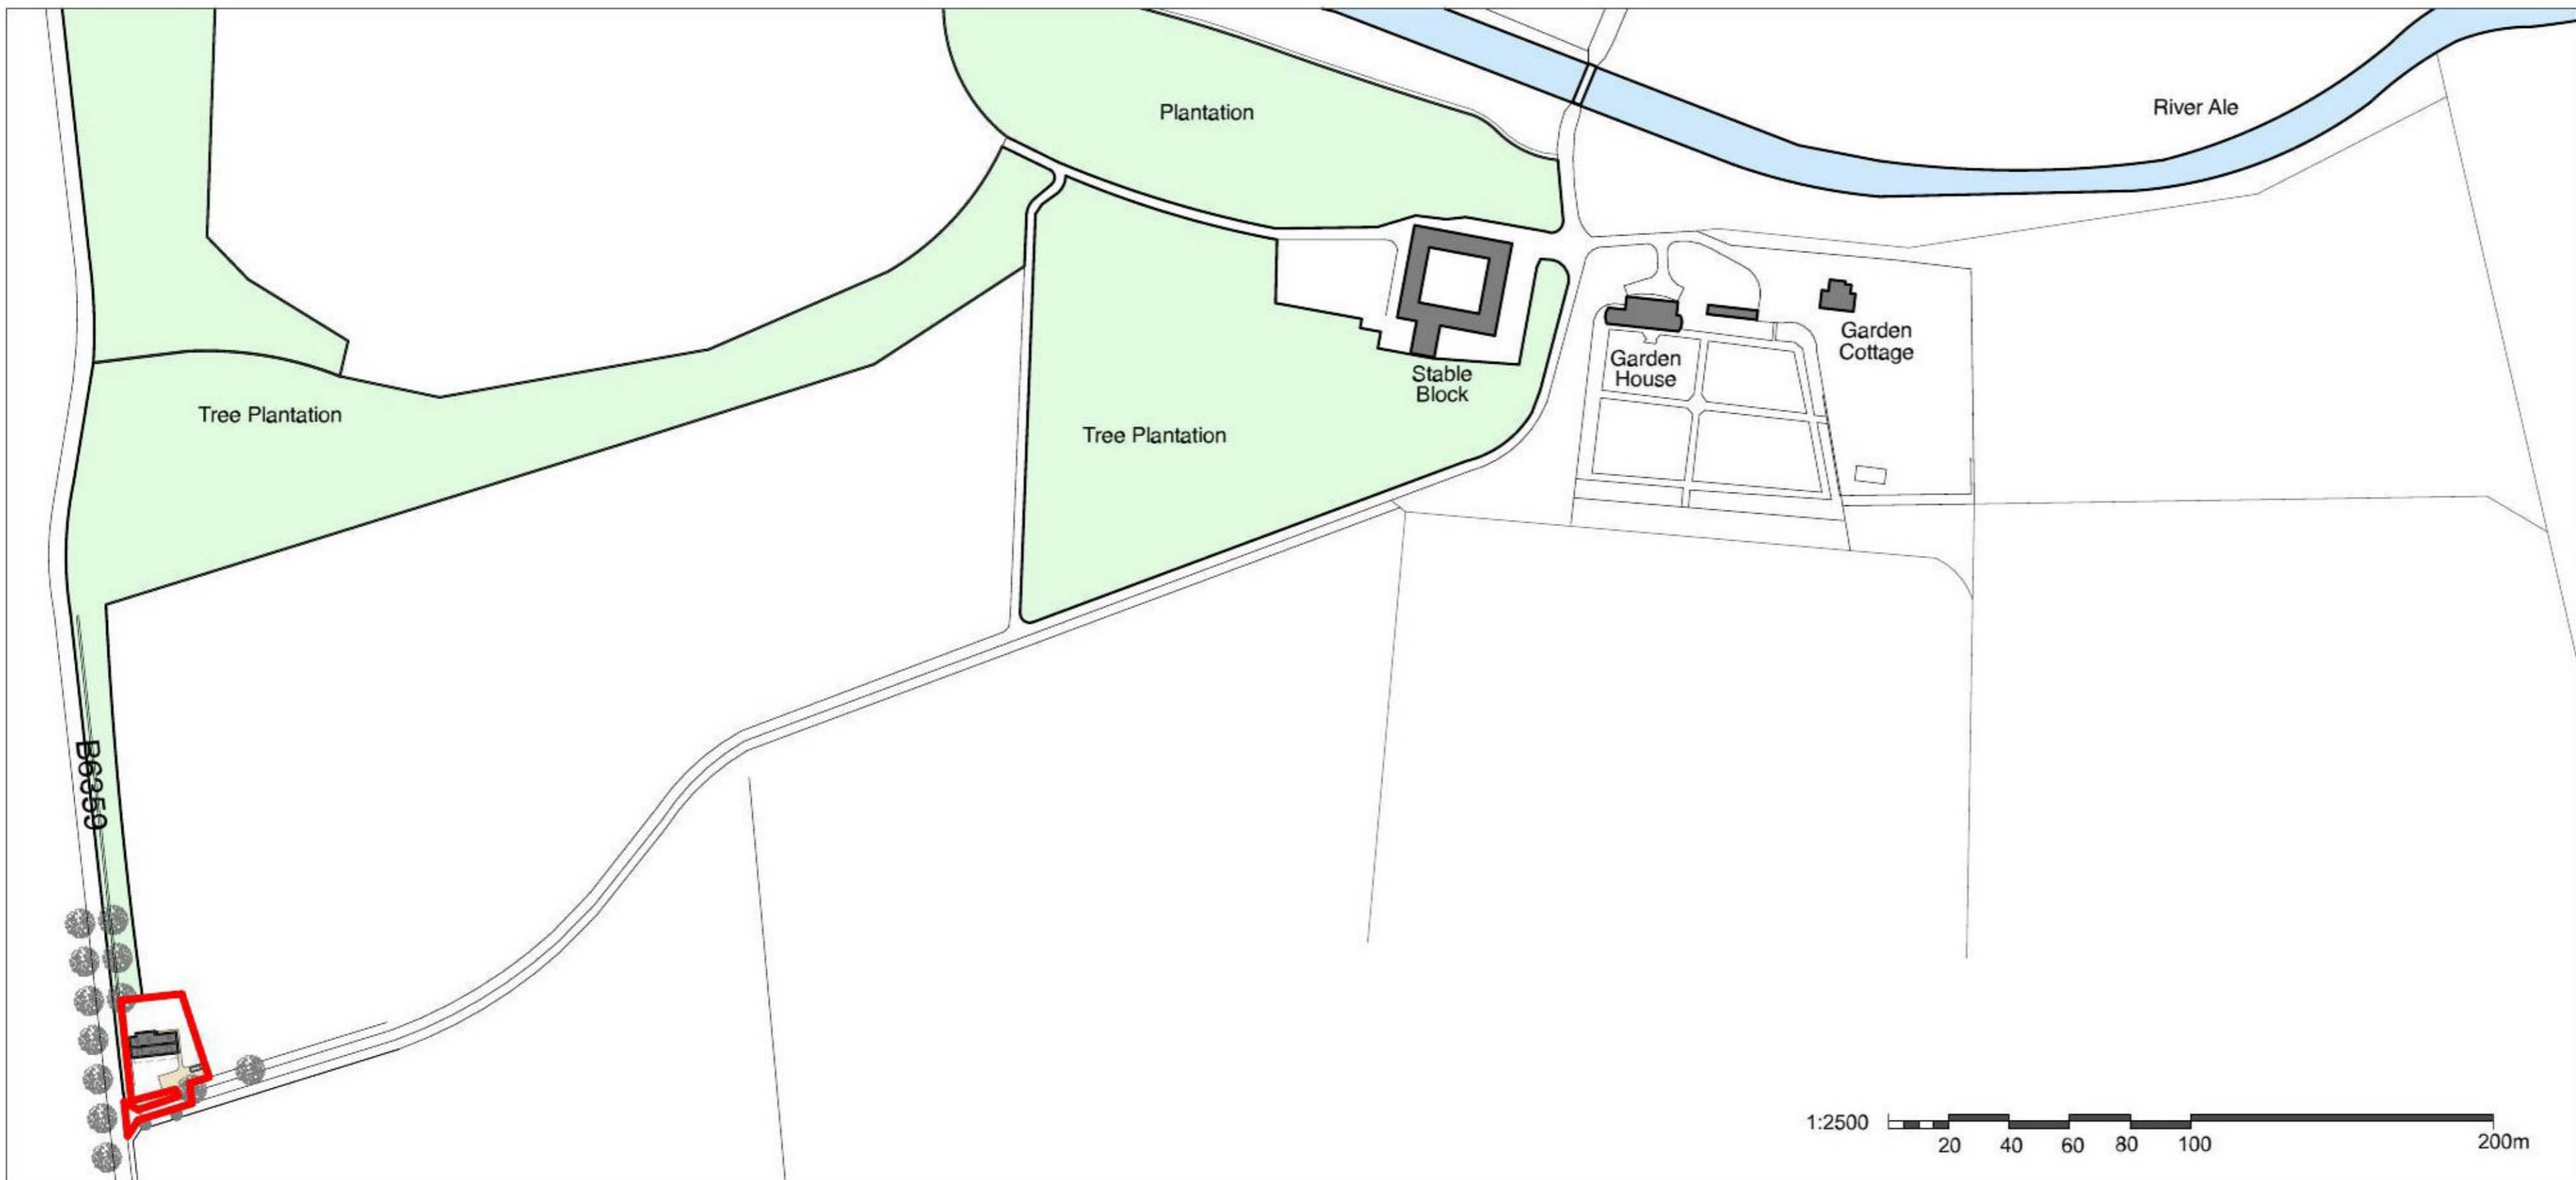 Plantation
River Ale
Garden
Cottage
Garden
House
Stable
Block
Tree Plantation
Tree Plantation
B6359
1:2500
20 40 60 80 100 200m